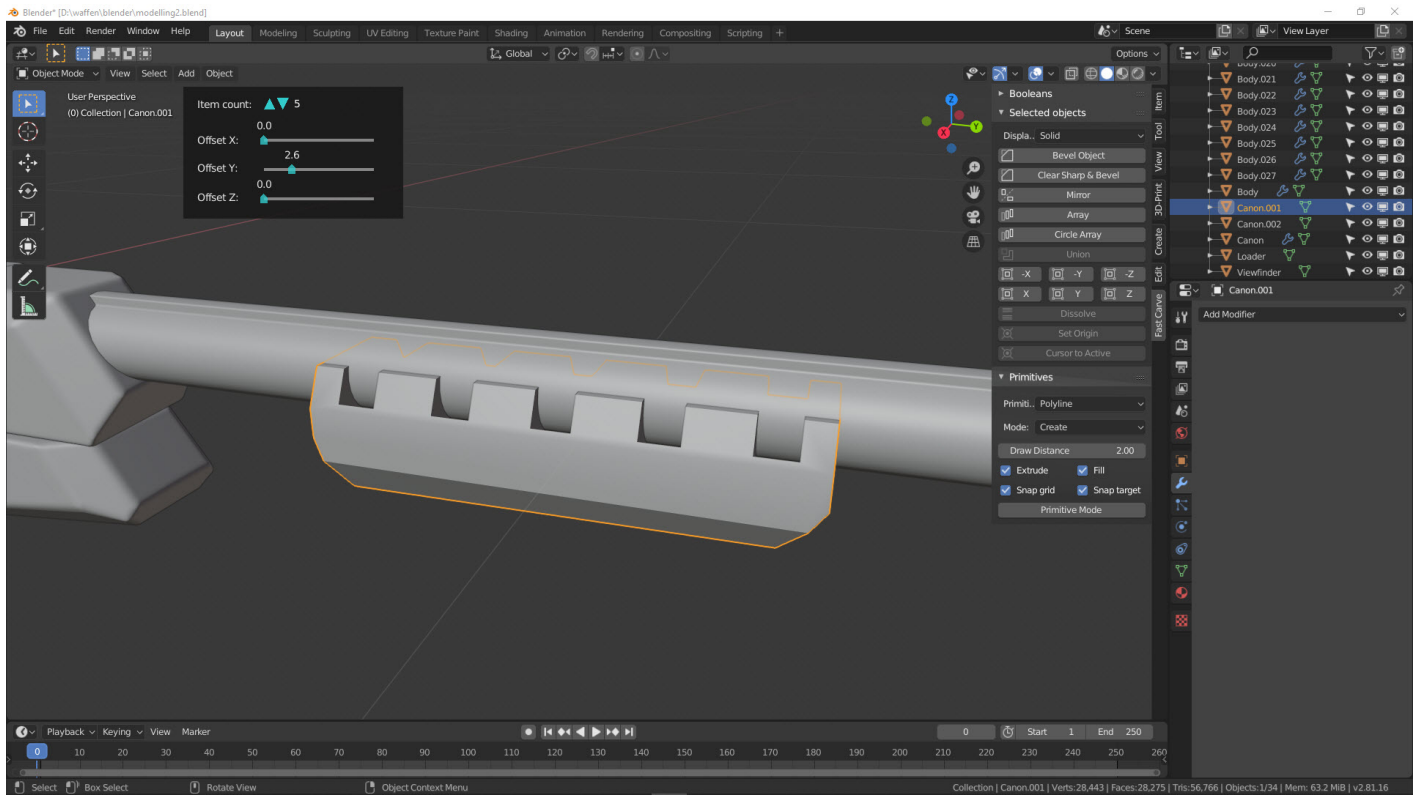 Blender* [D:\waffen\blender\modelling2.blend]
File Edit Render Window Help Layout Modeling Sculpting UV Editing Texture Paint Shading Animation Rendering Compositing Scripting + Scene View Layer
Global Options
Object Mode View Select Add Object
User Perspective
(0) Collection | Canon.001
Item count: 5
0.0
Offset X:
2.6
Offset Y:
0.0
Offset Z:
Z
Y
X
Booleans
Selected objects
Displa.. Solid
Bevel Object
Clear Sharp & Bevel
Mirror
Array
Circle Array
Union
-X -Y -Z
X Y Z
Dissolve
Set Origin
Cursor to Active
Primitives
Primiti.. Polyline
Mode: Create
Draw Distance 2.00
Extrude Fill
Snap grid Snap target
Primitive Mode
Item
Tool
View
3D-Print
Create
Edit
Fast Carve
Body.020
Body.021
Body.022
Body.023
Body.024
Body.025
Body.026
Body.027
Body
Canon.001
Canon.002
Canon
Loader
Viewfinder
Canon.001
Add Modifier
Playback Keying View Marker 0 Start 1 End 250
0 10 20 30 40 50 60 70 80 90 100 110 120 130 140 150 160 170 180 190 200 210 220 230 240 250 260
Select Box Select Rotate View Object Context Menu Collection | Canon.001 | Verts:28,443 | Faces:28,275 | Tris:56,766 | Objects:1/34 | Mem: 63.2 MiB | v2.81.16